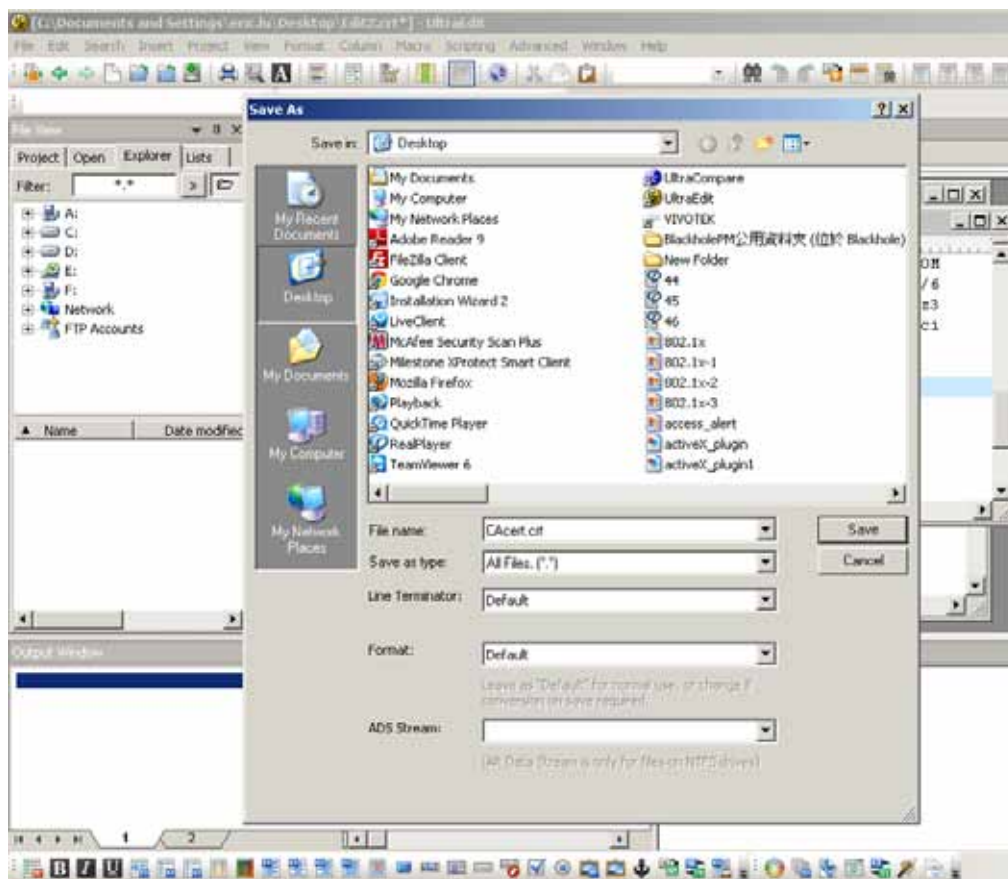 [C:\Documents and Settings\eric.lu\Desktop\Edit2.crt*] - UltraEdit
File Edit Search Insert Project View Format Column Macro Scripting Advanced Window Help
File View
Project Open Explorer Lists
Filter: *.*
A:
C:
D:
E:
F:
Network
FTP Accounts
Name Date modified
Output Window
1 2
Save As
Save in: Desktop
My Recent Documents
Desktop
My Documents
My Computer
My Network Places
My Documents
My Computer
My Network Places
Adobe Reader 9
FileZilla Client
Google Chrome
Installation Wizard 2
LiveClient
McAfee Security Scan Plus
Milestone XProtect Smart Client
Mozilla Firefox
Playback
QuickTime Player
RealPlayer
TeamViewer 6
UltraCompare
UltraEdit
VIVOTEK
BlackholePM公用資料夾 (位於 Blackhole)
New Folder
44
45
46
802.1x
802.1x-1
802.1x-2
802.1x-3
access_alert
activeX_plugin
activeX_plugin1
File name: CAcert.crt Save
Save as type: All Files, (*.*) Cancel
Line Terminator: Default
Format: Default
Leave as "Default" for normal use, or change if
conversion on save required.
ADS Stream:
(Alt Data Stream is only for files on NTFS drives)
OM
/6
z3
ci